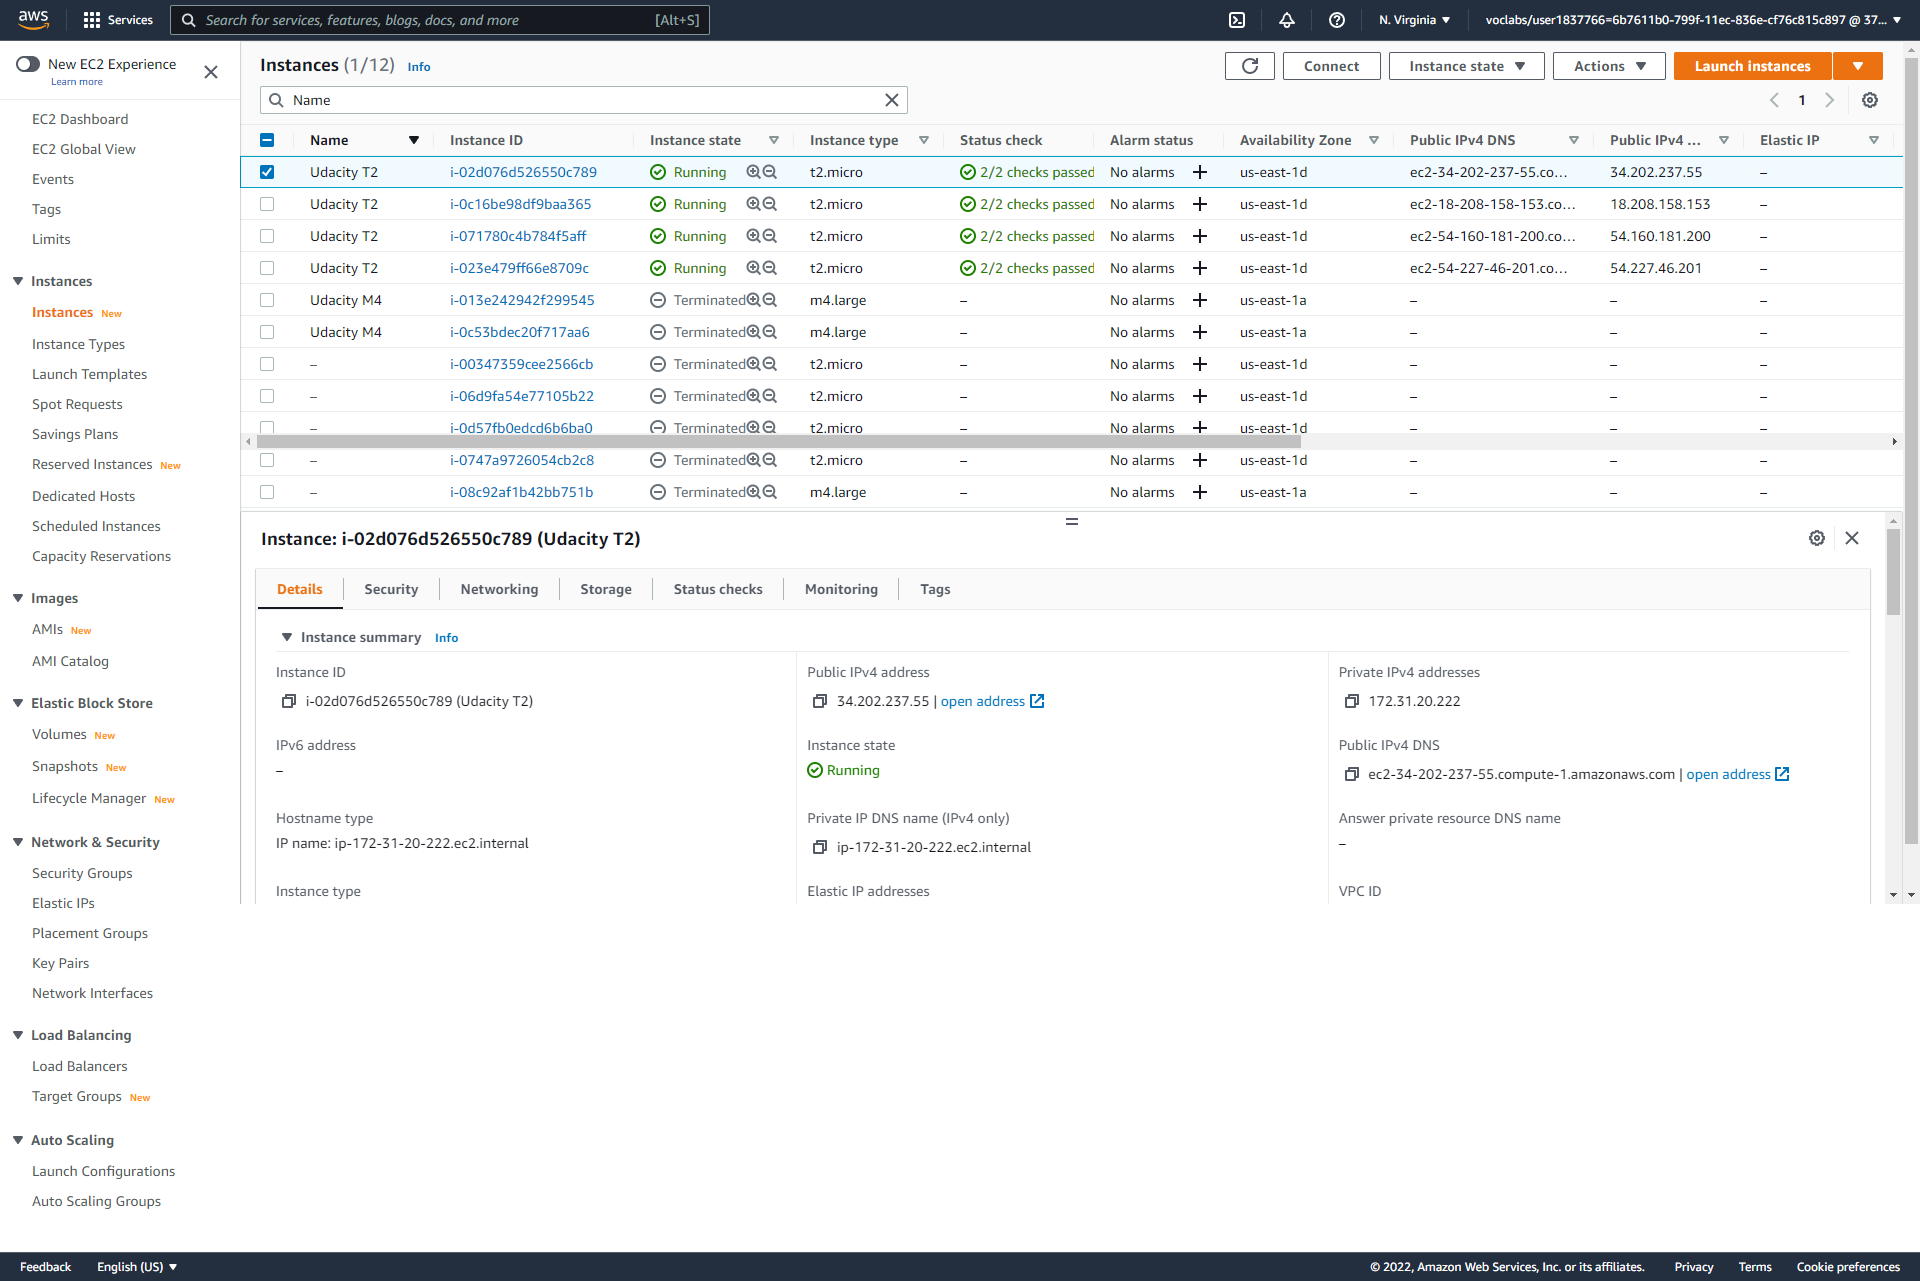 aws Services Search for services, features, blogs, docs, and more [Alt+S] N. Virginia voclabs/user1837766=6b7611b0-799f-11ec-836e-cf76c815c897 @ 37...
New EC2 Experience
Learn more
EC2 Dashboard
EC2 Global View
Events
Tags
Limits
Instances
Instances New
Instance Types
Launch Templates
Spot Requests
Savings Plans
Reserved Instances New
Dedicated Hosts
Scheduled Instances
Capacity Reservations
Images
AMIs New
AMI Catalog
Elastic Block Store
Volumes New
Snapshots New
Lifecycle Manager New
Network & Security
Security Groups
Elastic IPs
Placement Groups
Key Pairs
Network Interfaces
Load Balancing
Load Balancers
Target Groups New
Auto Scaling
Launch Configurations
Auto Scaling Groups
Instances (1/12) Info Connect Instance state Actions Launch instances
Name 1
Name Instance ID Instance state Instance type Status check Alarm status Availability Zone Public IPv4 DNS Public IPv4 ... Elastic IP
Udacity T2 i-02d076d526550c789 Running t2.micro 2/2 checks passed No alarms us-east-1d ec2-34-202-237-55.co... 34.202.237.55 –
Udacity T2 i-0c16be98df9baa365 Running t2.micro 2/2 checks passed No alarms us-east-1d ec2-18-208-158-153.co... 18.208.158.153 –
Udacity T2 i-071780c4b784f5aff Running t2.micro 2/2 checks passed No alarms us-east-1d ec2-54-160-181-200.co... 54.160.181.200 –
Udacity T2 i-023e479ff66e8709c Running t2.micro 2/2 checks passed No alarms us-east-1d ec2-54-227-46-201.co... 54.227.46.201 –
Udacity M4 i-013e242942f299545 Terminated m4.large – No alarms us-east-1a – – –
Udacity M4 i-0c53bdec20f717aa6 Terminated m4.large – No alarms us-east-1a – – –
– i-00347359cee2566cb Terminated t2.micro – No alarms us-east-1d – – –
– i-06d9fa54e77105b22 Terminated t2.micro – No alarms us-east-1d – – –
– i-0d57fb0edcd6b6ba0 Terminated t2.micro – No alarms us-east-1d – – –
– i-0747a9726054cb2c8 Terminated t2.micro – No alarms us-east-1d – – –
– i-08c92af1b42bb751b Terminated m4.large – No alarms us-east-1a – – –
Instance: i-02d076d526550c789 (Udacity T2)
Details Security Networking Storage Status checks Monitoring Tags
Instance summary Info
Instance ID Public IPv4 address Private IPv4 addresses
i-02d076d526550c789 (Udacity T2) 34.202.237.55 | open address 172.31.20.222
IPv6 address Instance state Public IPv4 DNS
– Running ec2-34-202-237-55.compute-1.amazonaws.com | open address
Hostname type Private IP DNS name (IPv4 only) Answer private resource DNS name
IP name: ip-172-31-20-222.ec2.internal ip-172-31-20-222.ec2.internal –
Instance type Elastic IP addresses VPC ID
Feedback English (US) © 2022, Amazon Web Services, Inc. or its affiliates. Privacy Terms Cookie preferences